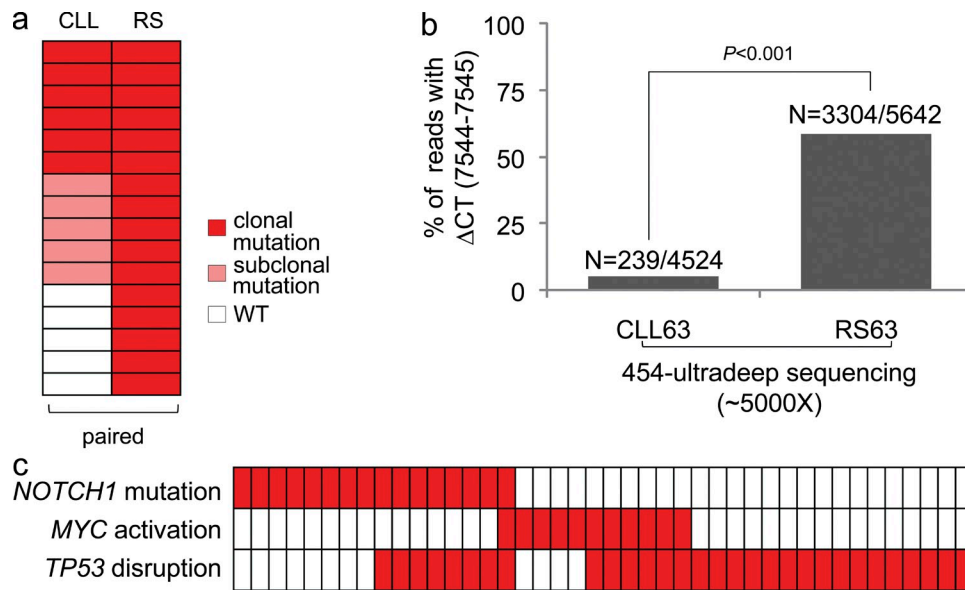 a
CLL RS
clonal
mutation
subclonal
mutation
WT
paired
b
% of reads with
ΔCT (7544-7545)
100
75
50
25
0
P<0.001
N=3304/5642
N=239/4524
CLL63 RS63
454-ultradeep sequencing
(~5000X)
c
NOTCH1 mutation
MYC activation
TP53 disruption